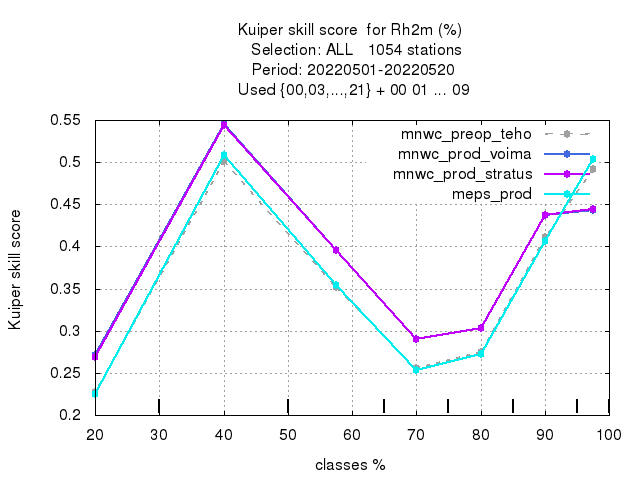 Kuiper skill score  for Rh2m (%)
Selection: ALL   1054 stations
Period: 20220501-20220520
Used {00,03,...,21} + 00 01 ... 09
mnwc_preop_teho
mnwc_prod_voima
mnwc_prod_stratus
meps_prod
0.55
0.5
0.45
0.4
0.35
0.3
0.25
0.2
Kuiper skill score
20 30 40 50 60 70 80 90 100
classes %